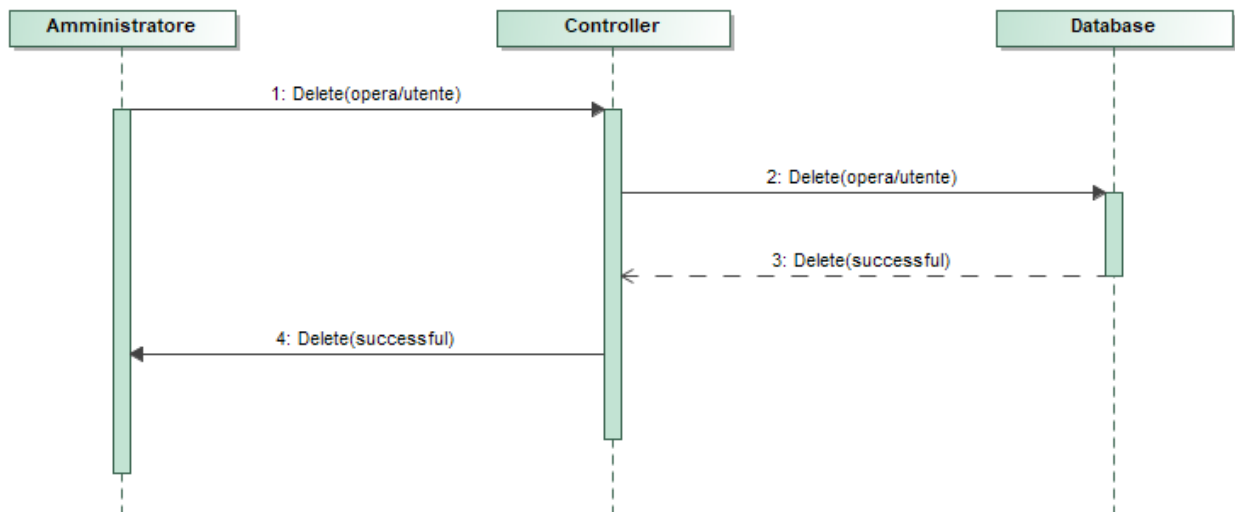 Amministratore
Controller
Database
1: Delete(opera/utente)
2: Delete(opera/utente)
3: Delete(successful)
4: Delete(successful)